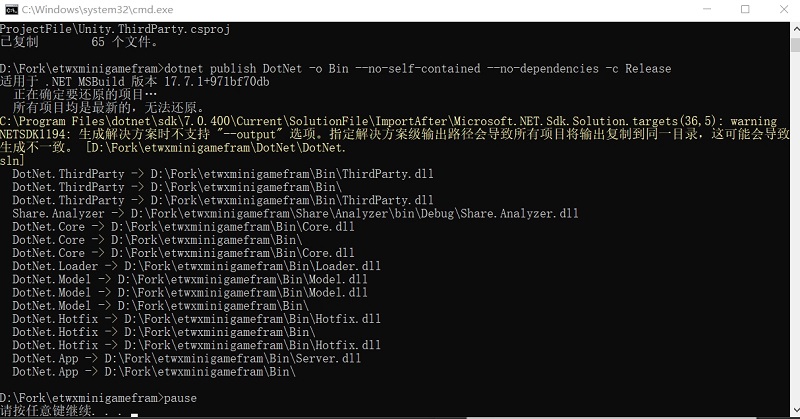 C:\Windows\system32\cmd.exe
ProjectFile\Unity.ThirdParty.csproj
已复制 65 个文件。
D:\Fork\etwxminigamefram>dotnet publish DotNet -o Bin --no-self-contained --no-dependencies -c Release
适用于 .NET MSBuild 版本 17.7.1+971bf70db
正在确定要还原的项目…
所有项目均是最新的，无法还原。
C:\Program Files\dotnet\sdk\7.0.400\Current\SolutionFile\ImportAfter\Microsoft.NET.Sdk.Solution.targets(36,5): warning
NETSDK1194: 生成解决方案时不支持 "--output" 选项。指定解决方案级输出路径会导致所有项目将输出复制到同一目录，这可能会导致
生成不一致。 [D:\Fork\etwxminigamefram\DotNet\DotNet.
sln]
DotNet.ThirdParty -> D:\Fork\etwxminigamefram\Bin\ThirdParty.dll
DotNet.ThirdParty -> D:\Fork\etwxminigamefram\Bin\
DotNet.ThirdParty -> D:\Fork\etwxminigamefram\Bin\ThirdParty.dll
Share.Analyzer -> D:\Fork\etwxminigamefram\Share\Analyzer\bin\Debug\Share.Analyzer.dll
DotNet.Core -> D:\Fork\etwxminigamefram\Bin\Core.dll
DotNet.Core -> D:\Fork\etwxminigamefram\Bin\
DotNet.Core -> D:\Fork\etwxminigamefram\Bin\Core.dll
DotNet.Loader -> D:\Fork\etwxminigamefram\Bin\Loader.dll
DotNet.Model -> D:\Fork\etwxminigamefram\Bin\Model.dll
DotNet.Model -> D:\Fork\etwxminigamefram\Bin\Model.dll
DotNet.Model -> D:\Fork\etwxminigamefram\Bin\
DotNet.Hotfix -> D:\Fork\etwxminigamefram\Bin\Hotfix.dll
DotNet.Hotfix -> D:\Fork\etwxminigamefram\Bin\
DotNet.Hotfix -> D:\Fork\etwxminigamefram\Bin\Hotfix.dll
DotNet.App -> D:\Fork\etwxminigamefram\Bin\Server.dll
DotNet.App -> D:\Fork\etwxminigamefram\Bin\
D:\Fork\etwxminigamefram>pause
请按任意键继续. . .